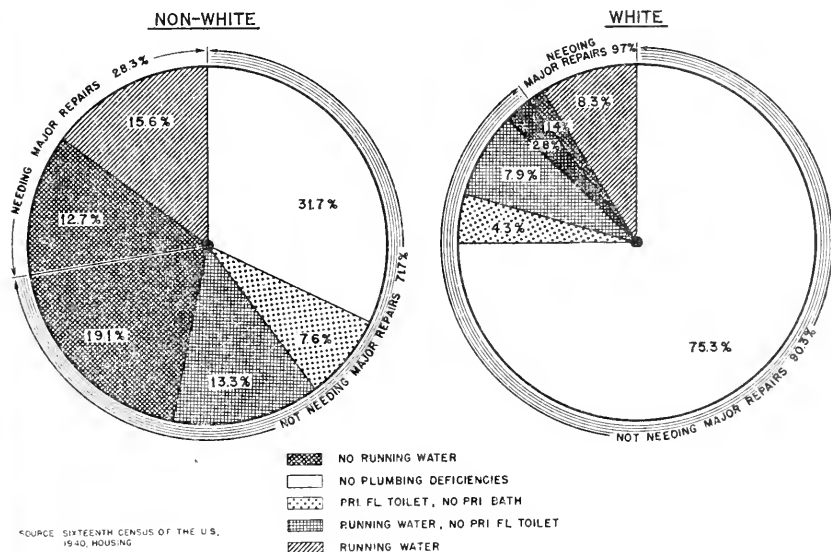 NON-WHITE
NEEDING MAJOR REPAIRS 28.3%
15.6%
31.7%
12.7%
19.1%
7.6%
13.3%
NOT NEEDING MAJOR REPAIRS 71.7%
WHITE
NEEDING
MAJOR REPAIRS 9.7%
8.3%
1.4%
2.8%
7.9%
4.3%
75.3%
NOT NEEDING MAJOR REPAIRS 90.3%
NO RUNNING WATER
NO PLUMBING DEFICIENCIES
PRI. FL TOILET, NO PRI BATH
RUNNING WATER, NO PRI FL TOILET
RUNNING WATER
SOURCE SIXTEENTH CENSUS OF THE U.S,
1940, HOUSING